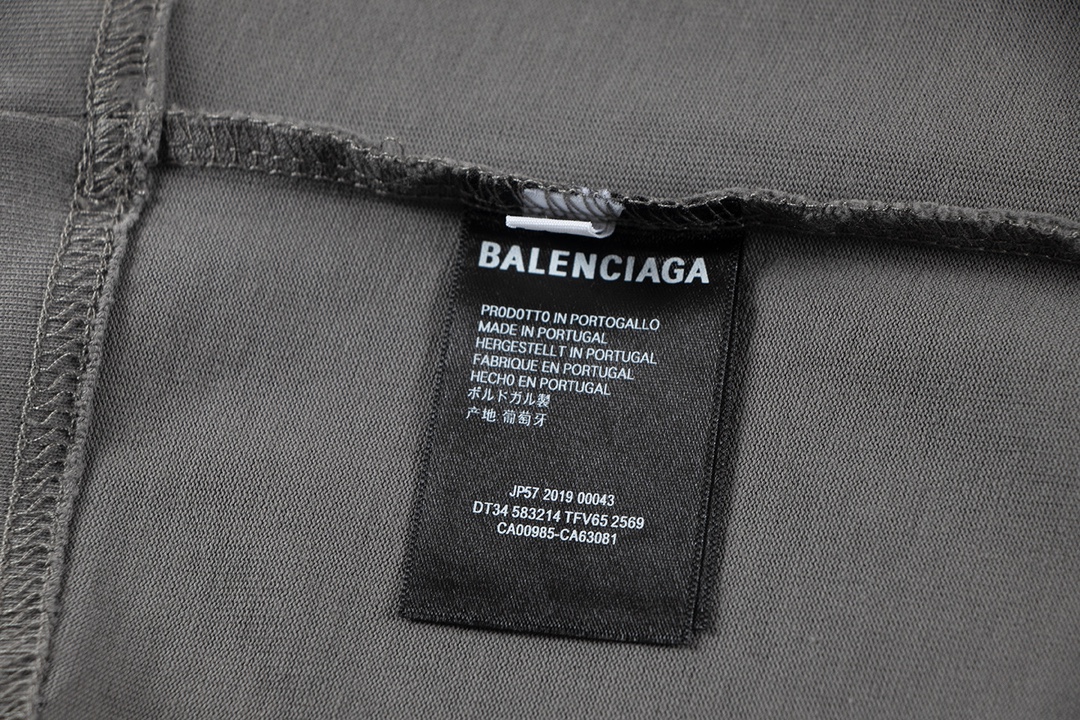 BALENCIAGA
PRODOTTO IN PORTOGALLO
MADE IN PORTUGAL
HERGESTELLT IN PORTUGAL
FABRIQUE EN PORTUGAL
HECHO EN PORTUGAL
ポルドガル製
产地 葡萄牙
JP57 2019 00043
DT34 583214 TFV65 2569
CA00985-CA63081